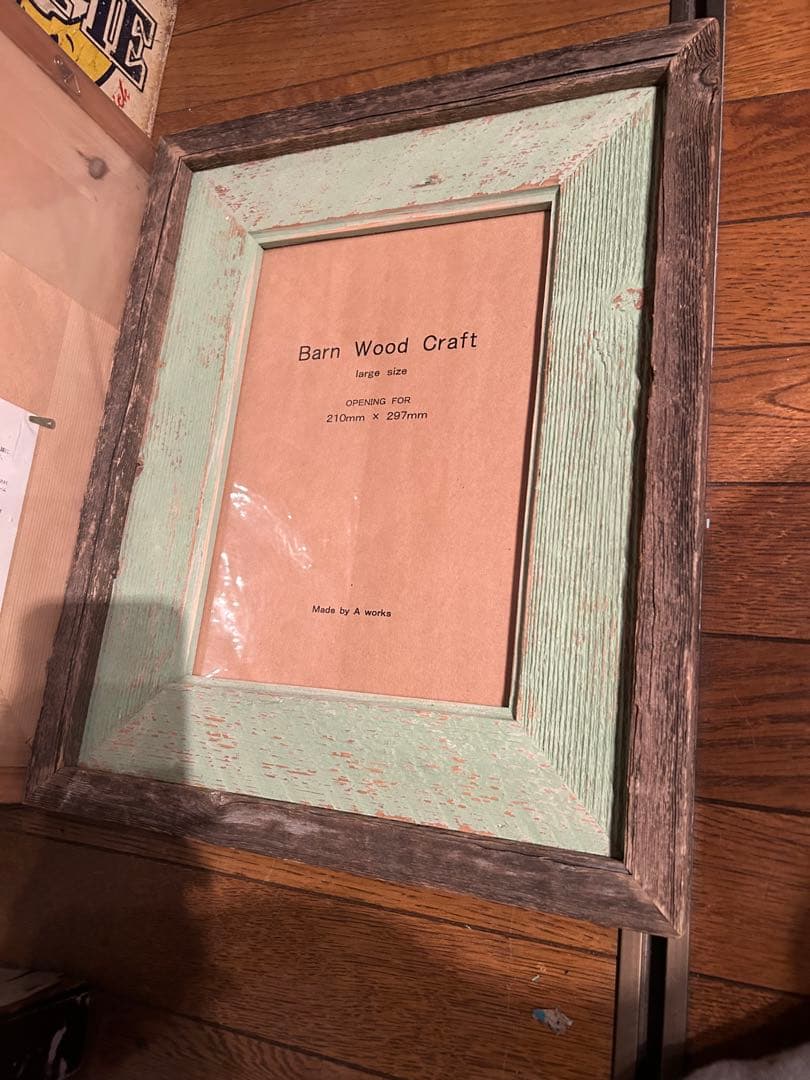 Barn Wood Craft
large size
OPENING FOR
210mm × 297mm
Made by A works